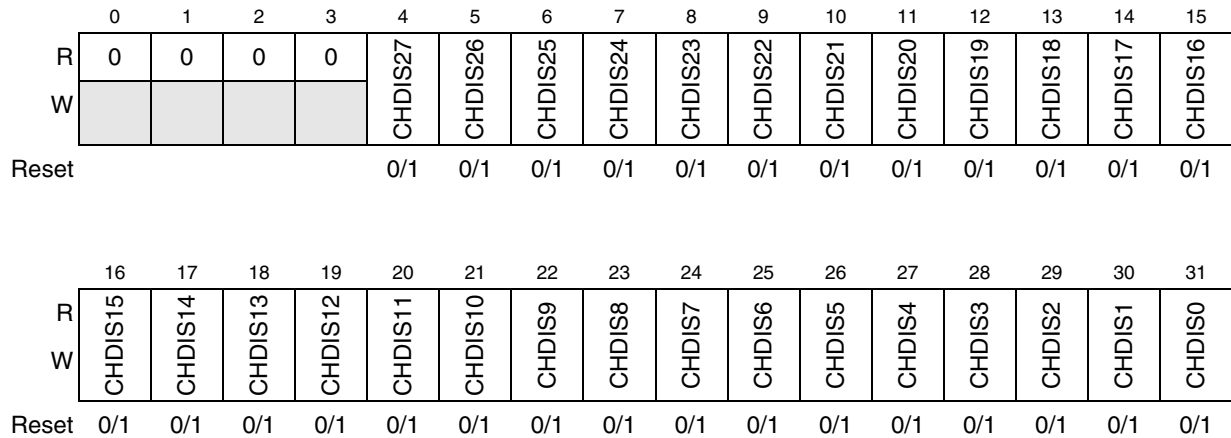 0 1 2 3 4 5 6 7 8 9 10 11 12 13 14 15
R 0 0 0 0 CHDIS27 CHDIS26 CHDIS25 CHDIS24 CHDIS23 CHDIS22 CHDIS21 CHDIS20 CHDIS19 CHDIS18 CHDIS17 CHDIS16
W
Reset 0/1 0/1 0/1 0/1 0/1 0/1 0/1 0/1 0/1 0/1 0/1 0/1
16 17 18 19 20 21 22 23 24 25 26 27 28 29 30 31
R CHDIS15 CHDIS14 CHDIS13 CHDIS12 CHDIS11 CHDIS10 CHDIS9 CHDIS8 CHDIS7 CHDIS6 CHDIS5 CHDIS4 CHDIS3 CHDIS2 CHDIS1 CHDIS0
W
Reset 0/1 0/1 0/1 0/1 0/1 0/1 0/1 0/1 0/1 0/1 0/1 0/1 0/1 0/1 0/1 0/1